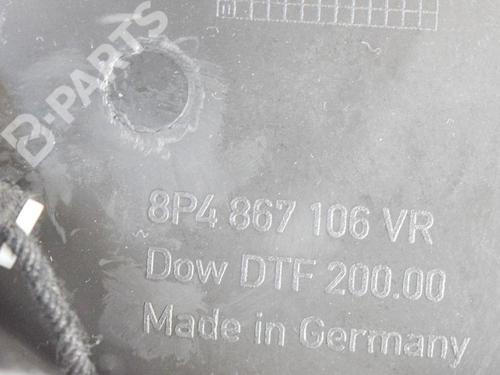 B-PARTS
8P4 867 106 VR
Dow DTF 200.00
Made in Germany